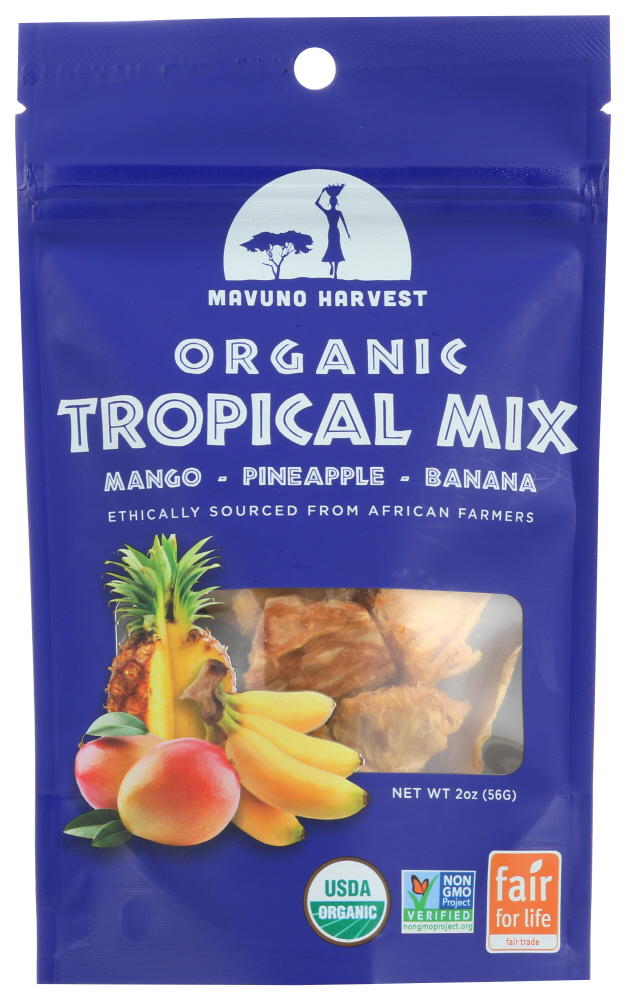 MAVUNO HARVEST
ORGANIC
TROPICAL MIX
MANGO - PINEAPPLE - BANANA
ETHICALLY SOURCED FROM AFRICAN FARMERS
NET WT 2oz (56G)
USDA
ORGANIC
NON
GMO
Project
VERIFIED
nongmoproject.org
fair
for life
fair trade